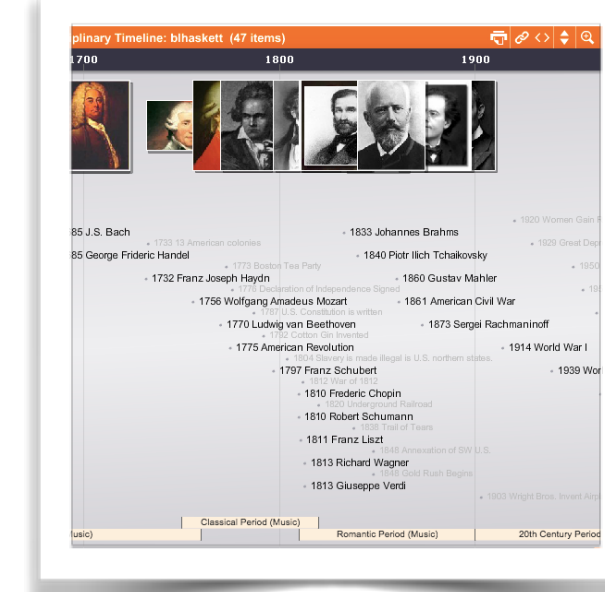 plinary Timeline: blhaskett (47 items)
1700 1800 1900
1920 Women Gain
85 J.S. Bach
1833 Johannes Brahms
1733 13 American colonies
1929 Great Dep
85 George Frideric Handel
1840 Piotr Ilich Tchaikovsky
1773 Boston Tea Party
1950
1732 Franz Joseph Haydn
1860 Gustav Mahler
1776 Declaration of Independence Signed
1756 Wolfgang Amadeus Mozart
1861 American Civil War
1787 U.S. Constitution is written
1770 Ludwig van Beethoven
1873 Sergei Rachmaninoff
1792 Cotton Gin Invented
1775 American Revolution
1914 World War I
1804 Slavery is made illegal is U.S. northern states.
1797 Franz Schubert
1939 Wor
1812 War of 1812
1810 Frederic Chopin
1820 Underground Railroad
1810 Robert Schumann
1838 Trail of Tears
1811 Franz Liszt
1848 Annexation of SW U.S.
1813 Richard Wagner
1848 Gold Rush Begins
1813 Giuseppe Verdi
1900 Wright Bros. Invent Airp
Classical Period (Music)
Music) Romantic Period (Music) 20th Century Period